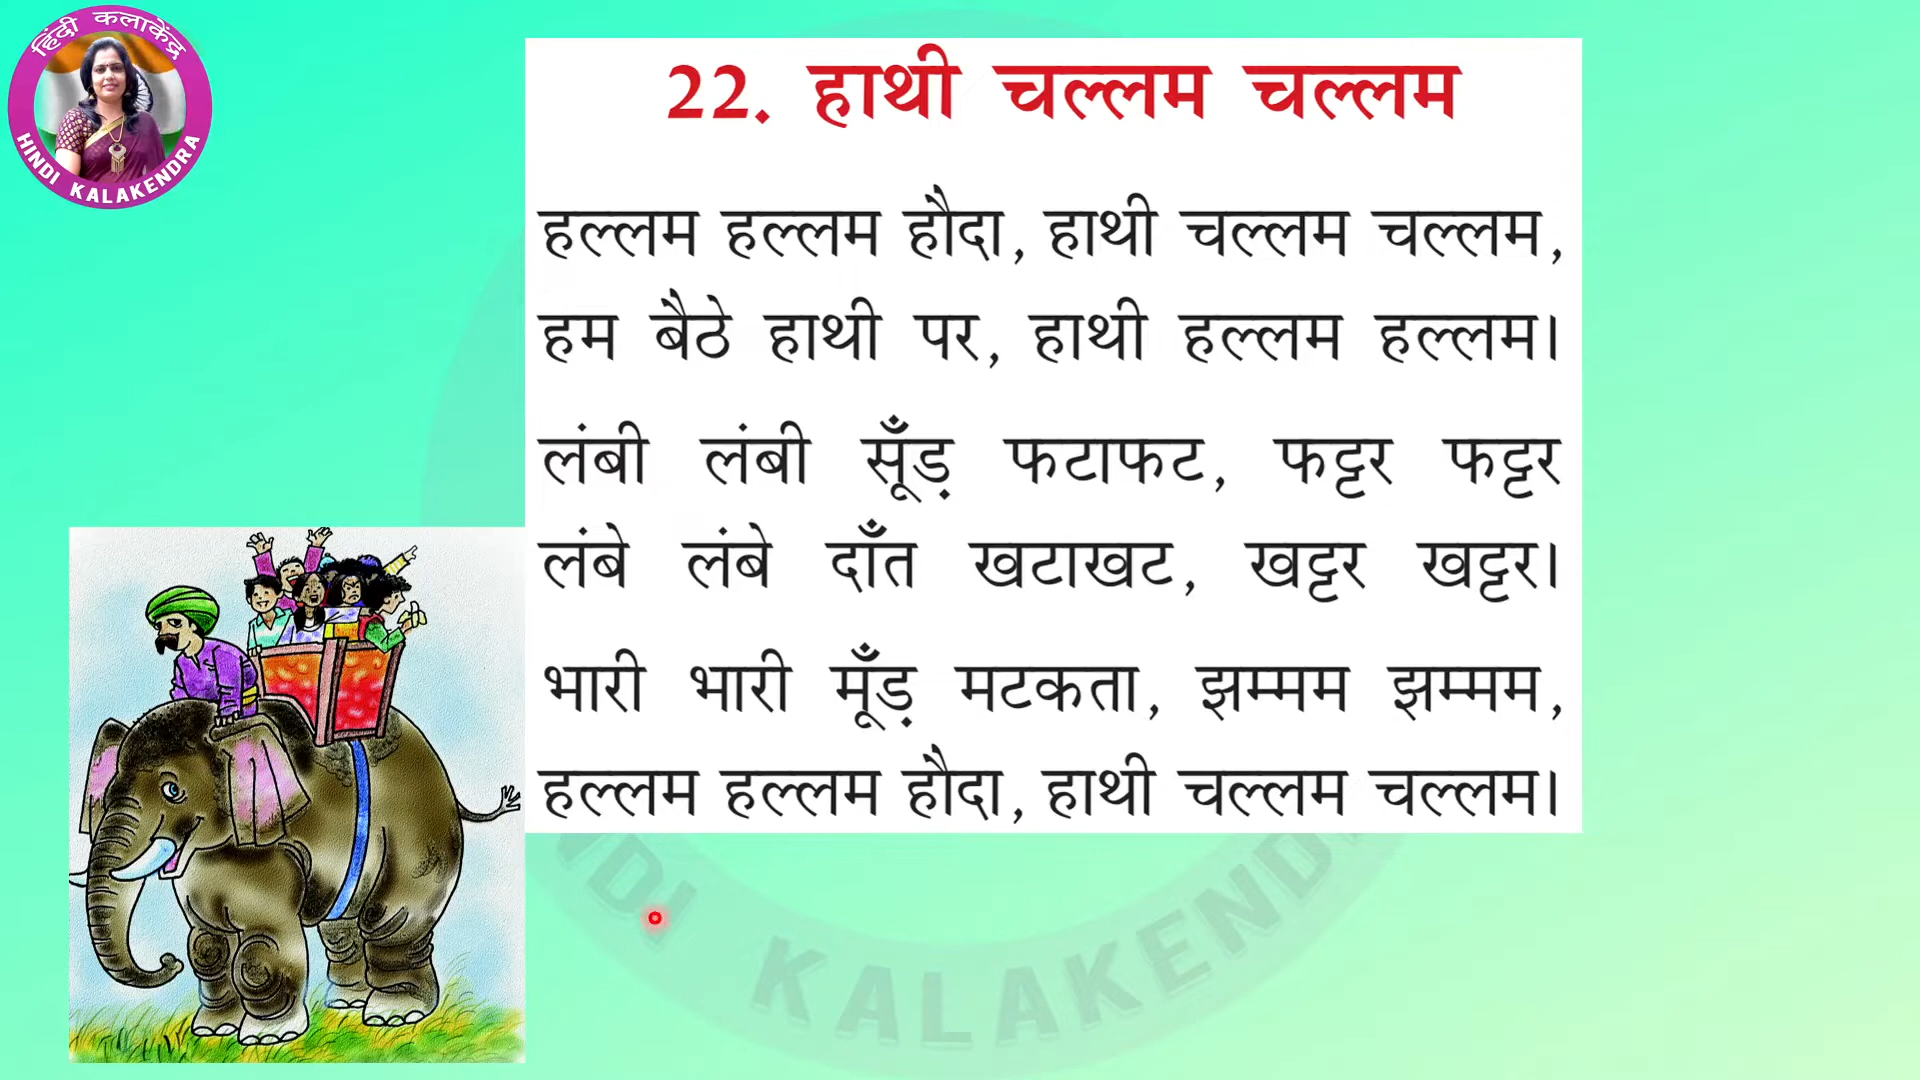 हिंदी कलाकेंद्र
HINDI KALAKENDRA
22. हाथी चल्लम चल्लम
हल्लम हल्लम हौदा, हाथी चल्लम चल्लम,
हम बैठे हाथी पर, हाथी हल्लम हल्लम।
लंबी लंबी सूँड़ फटाफट, फट्टर फट्टर
लंबे लंबे दाँत खटाखट, खट्टर खट्टर।
भारी भारी मूँड़ मटकता, झम्मम झम्मम,
हल्लम हल्लम हौदा, हाथी चल्लम चल्लम।
NDI KALAKEND